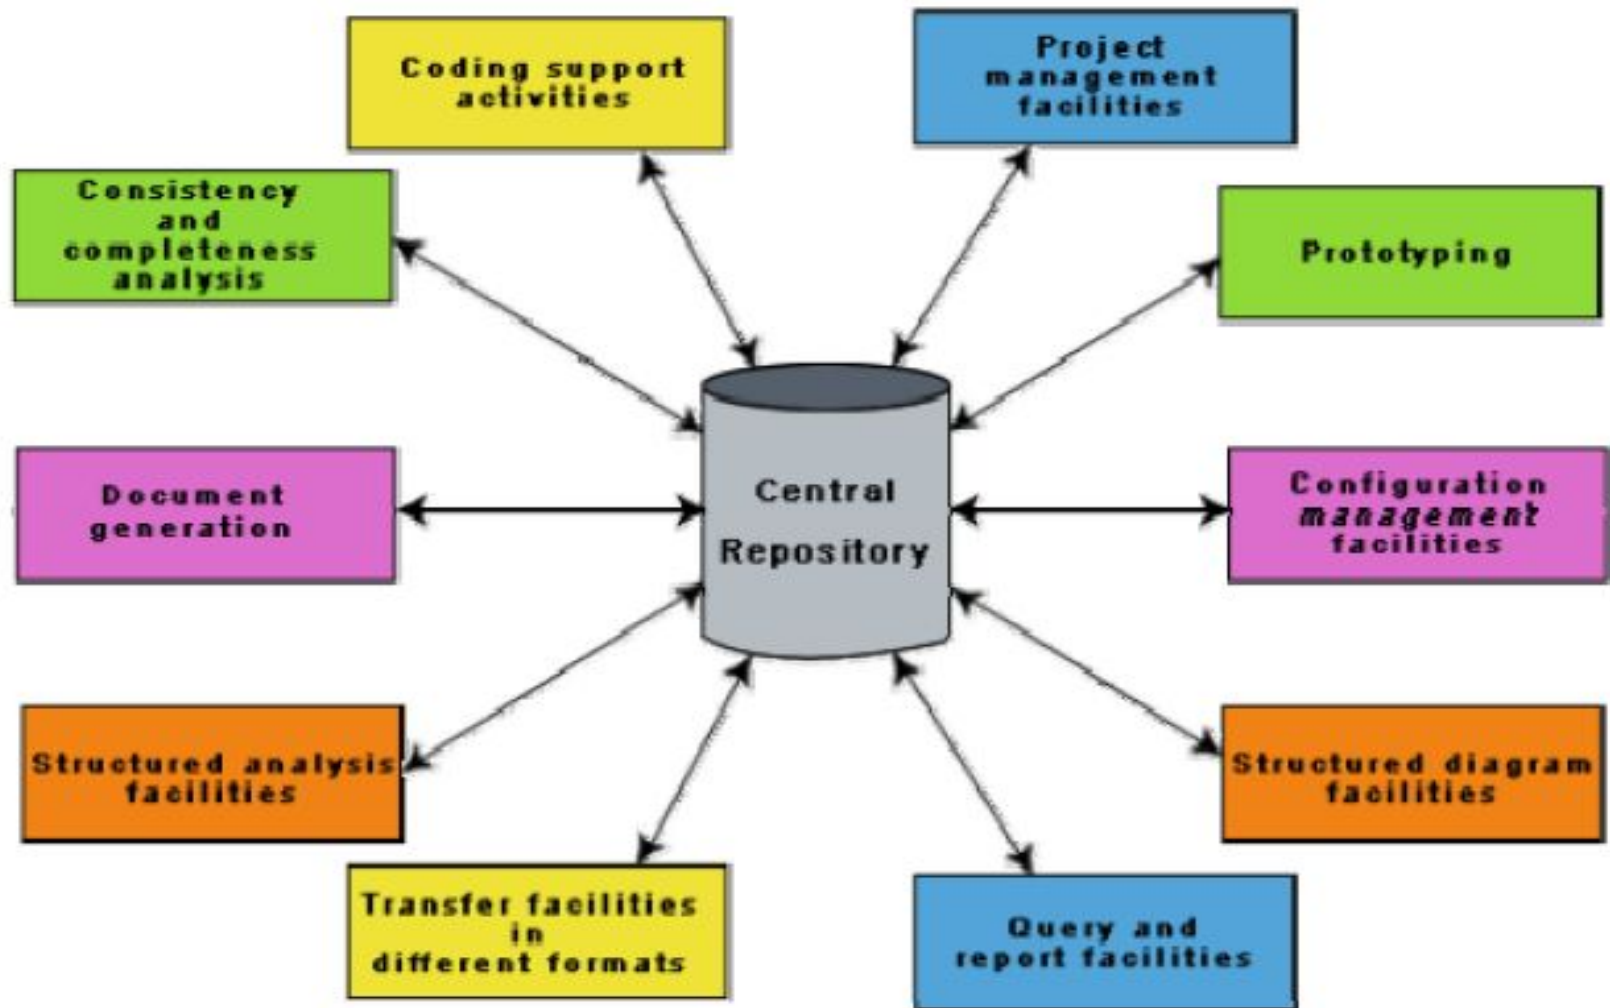 Coding support
activities
Project
management
facilities
Consistency
and
completeness
analysis
Prototyping
Document
generation
Central
Repository
Configuration
management
facilities
Structured analysis
facilities
Structured diagram
facilities
Transfer facilities
in
different formats
Query and
report facilities